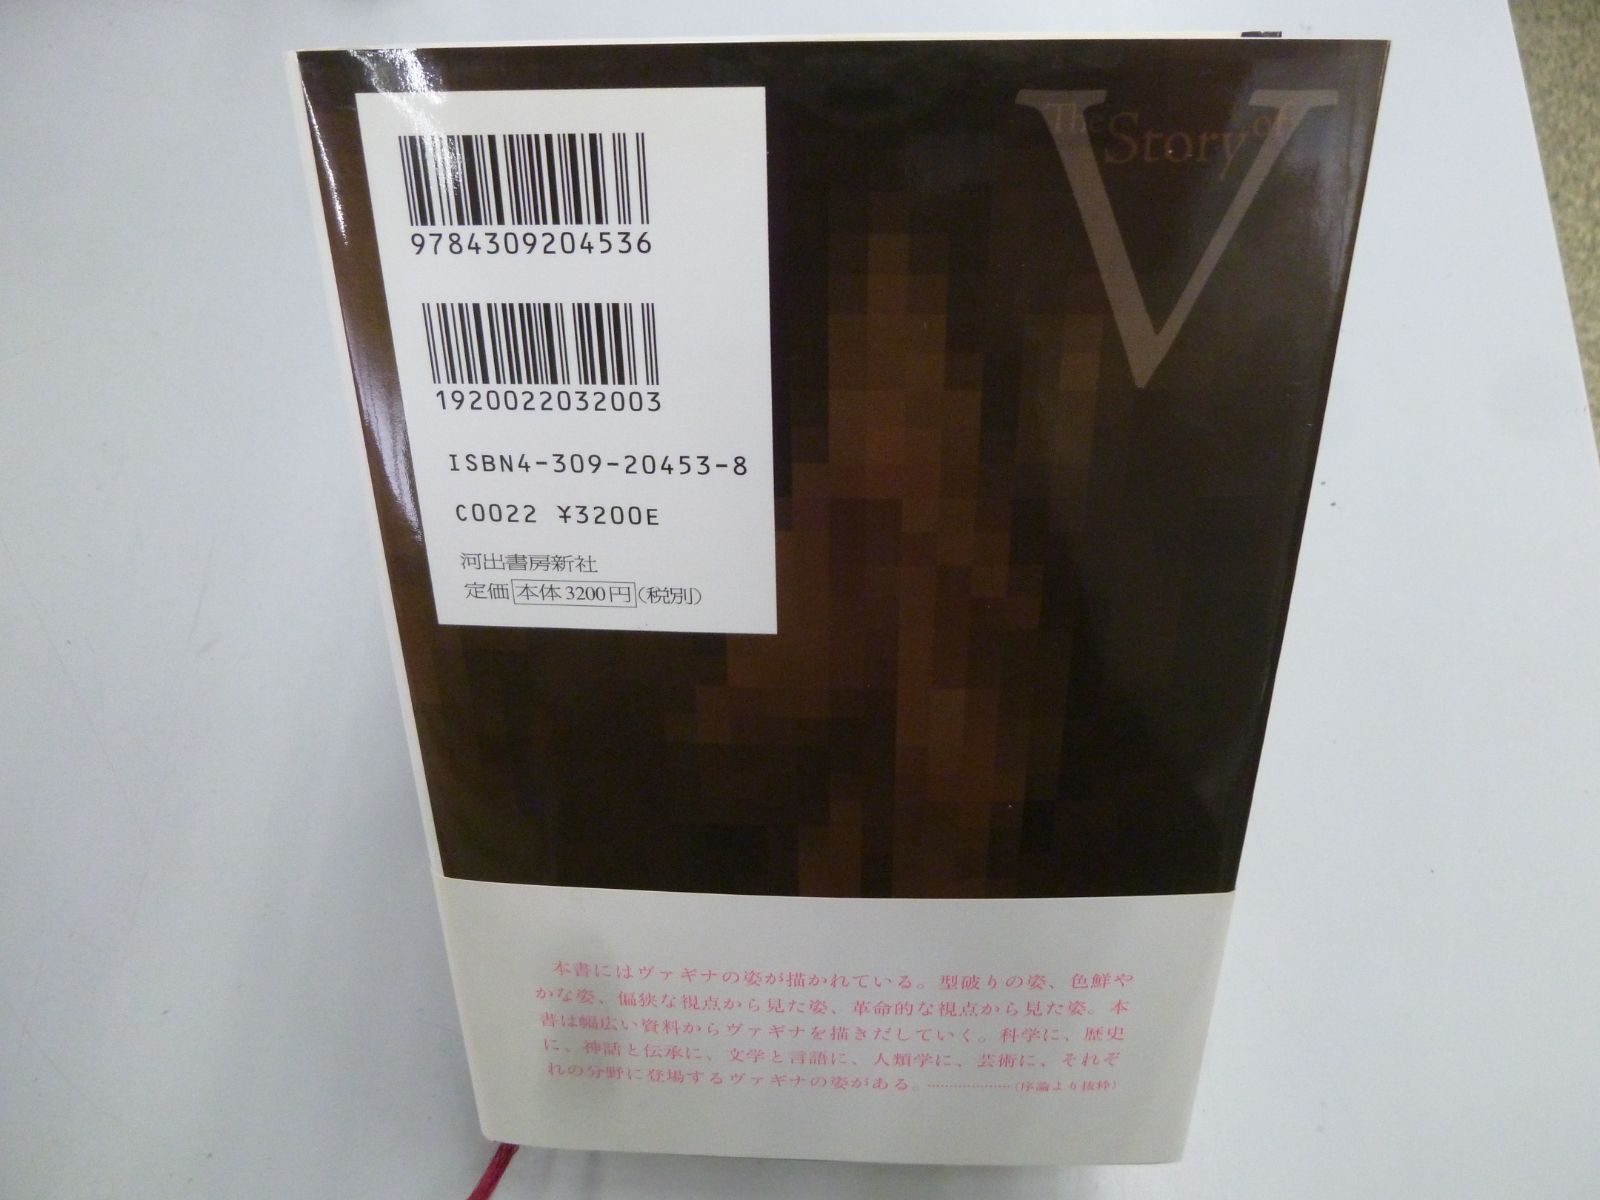 The Story of
V
9784309204536
1920022032003
ISBN4-309-20453-8
C0022 ¥3200E
河出書房新社
定価 本体3200円 (税別)
本書にはヴァギナの姿が描かれている。型破りの姿、色鮮や
かな姿、偏狭な視点から見た姿、革命的な視点から見た姿。本
書は幅広い資料からヴァギナを描きだしていく。科学に、歴史
に、神話と伝承に、文学と言語に、人類学に、芸術に、それぞ
れの分野に登場するヴァギナの姿がある。…………………(序論より抜粋)